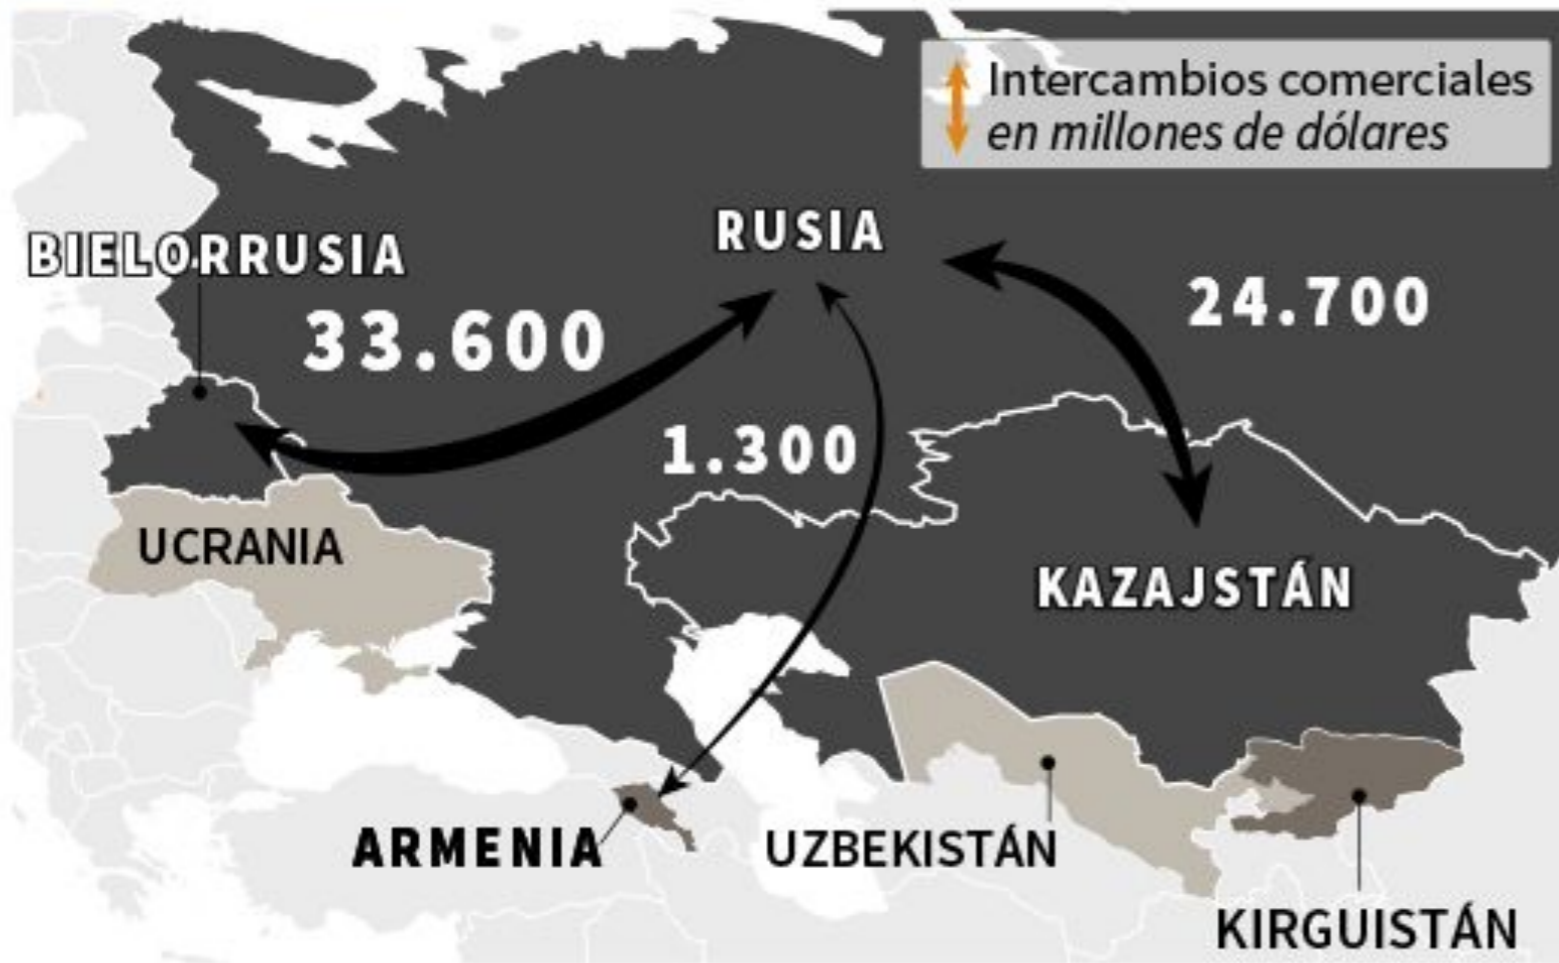 Intercambios comerciales
en millones de dólares
RUSIA
BIELORRUSIA
33.600
24.700
1.300
UCRANIA
KAZAJSTÁN
ARMENIA
UZBEKISTÁN
KIRGUISTÁN